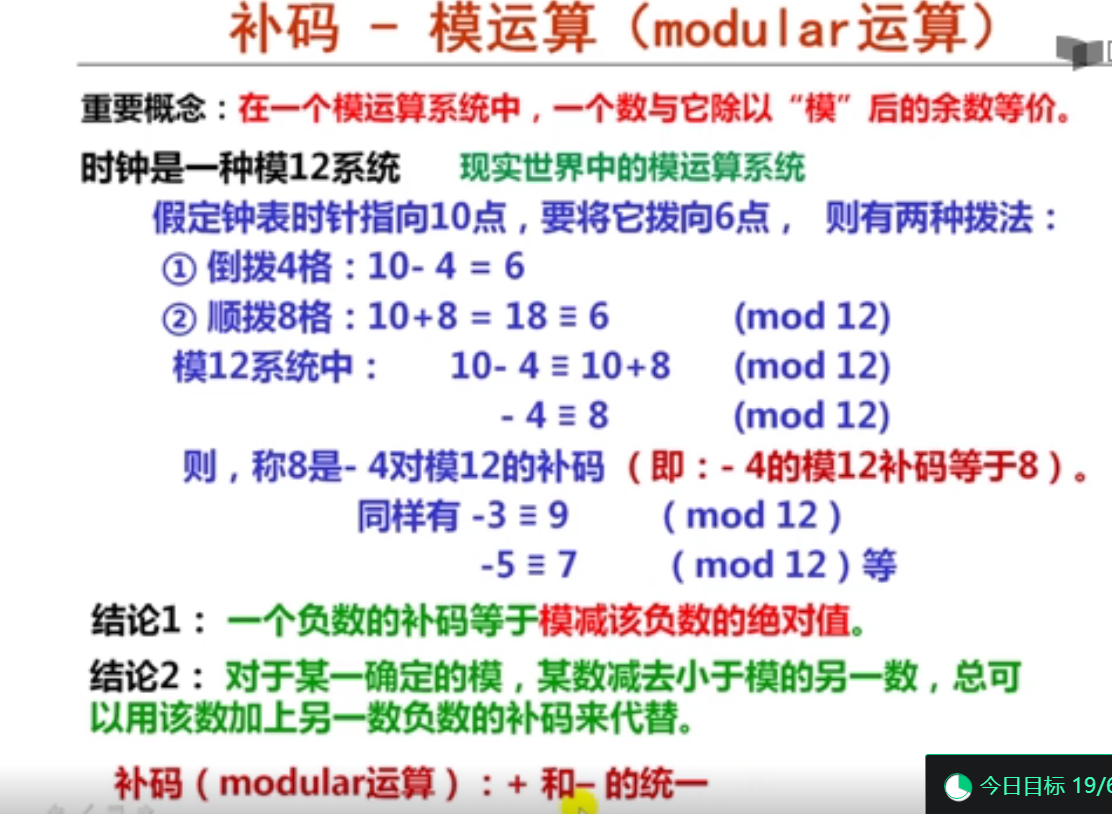 补码 - 模运算（modular运算）
重要概念：在一个模运算系统中，一个数与它除以“模”后的余数等价。
时钟是一种模12系统 现实世界中的模运算系统
假定钟表时针指向10点，要将它拨向6点， 则有两种拨法：
① 倒拨4格：10- 4 = 6
② 顺拨8格：10+8 = 18 ≡ 6 (mod 12)
模12系统中： 10- 4 ≡ 10+8 (mod 12)
- 4 ≡ 8 (mod 12)
则，称8是- 4对模12的补码（即：- 4的模12补码等于8）。
同样有 -3 ≡ 9 （mod 12）
-5 ≡ 7 （mod 12）等
结论1： 一个负数的补码等于模减该负数的绝对值。
结论2： 对于某一确定的模，某数减去小于模的另一数，总可
以用该数加上另一数负数的补码来代替。
补码（modular运算）：+ 和– 的统一
今日目标 19/6